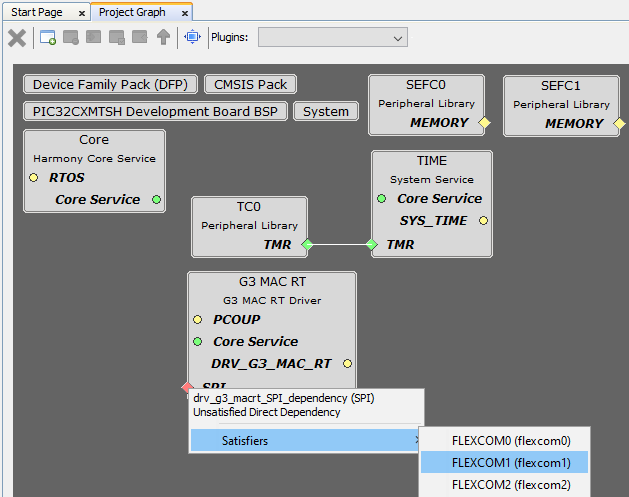 Start Page x Project Graph x
Plugins:
Device Family Pack (DFP) CMSIS Pack
PIC32CXMTSH Development Board BSP System
SEFC0
Peripheral Library
MEMORY
SEFC1
Peripheral Library
MEMORY
Core
Harmony Core Service
RTOS
Core Service
TIME
System Service
Core Service
SYS_TIME
TMR
TC0
Peripheral Library
TMR
G3 MAC RT
G3 MAC RT Driver
PCOUP
Core Service
DRV_G3_MAC_RT
SPI
drv_g3_macrt_SPI_dependency (SPI)
Unsatisfied Direct Dependency
Satisfiers
FLEXCOM0 (flexcom0)
FLEXCOM1 (flexcom1)
FLEXCOM2 (flexcom2)